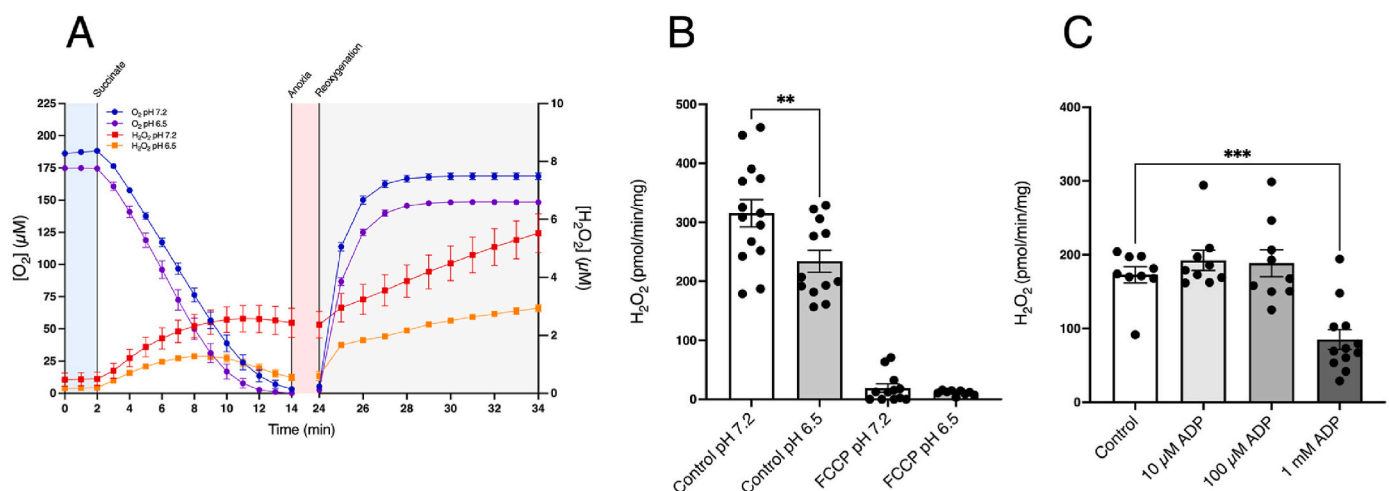 A
Succinate
Anoxia
Reoxygenation
225
200
175
150
125
100
75
50
25
0
[O₂] (µM)
O₂ pH 7.2
O₂ pH 6.5
H₂O₂ pH 7.2
H₂O₂ pH 6.5
10
8
6
4
2
0
[H₂O₂] (µM)
0 2 4 6 8 10 12 14 24 26 28 30 32 34
Time (min)
B
**
500
400
300
200
100
0
H₂O₂ (pmol/min/mg)
Control pH 7.2
Control pH 6.5
FCCP pH 7.2
FCCP pH 6.5
C
***
400
300
200
100
0
H₂O₂ (pmol/min/mg)
Control
10 µM ADP
100 µM ADP
1 mM ADP